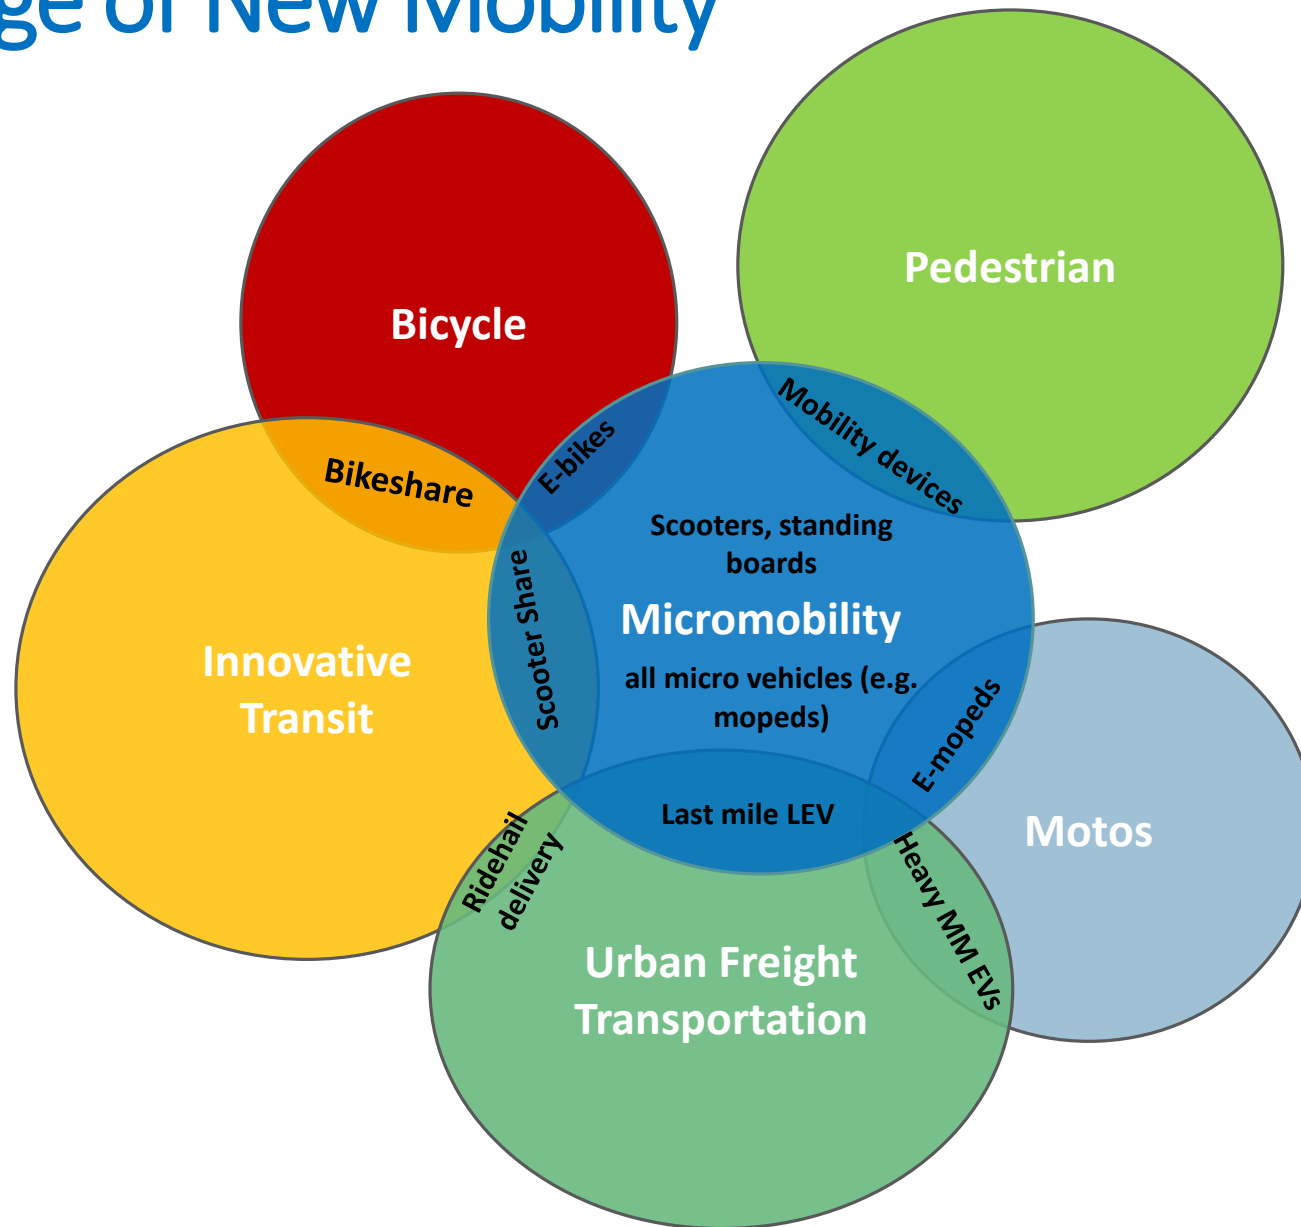 ge of New Mobility
Pedestrian
Bicycle
Mobility devices
E-bikes
Bikeshare
Scooters, standing
boards
Scooter Share
Micromobility
Innovative
Transit
all micro vehicles (e.g.
mopeds)
E-mopeds
Last mile LEV
Motos
Ridehail
delivery
Heavy MM EVs
Urban Freight
Transportation